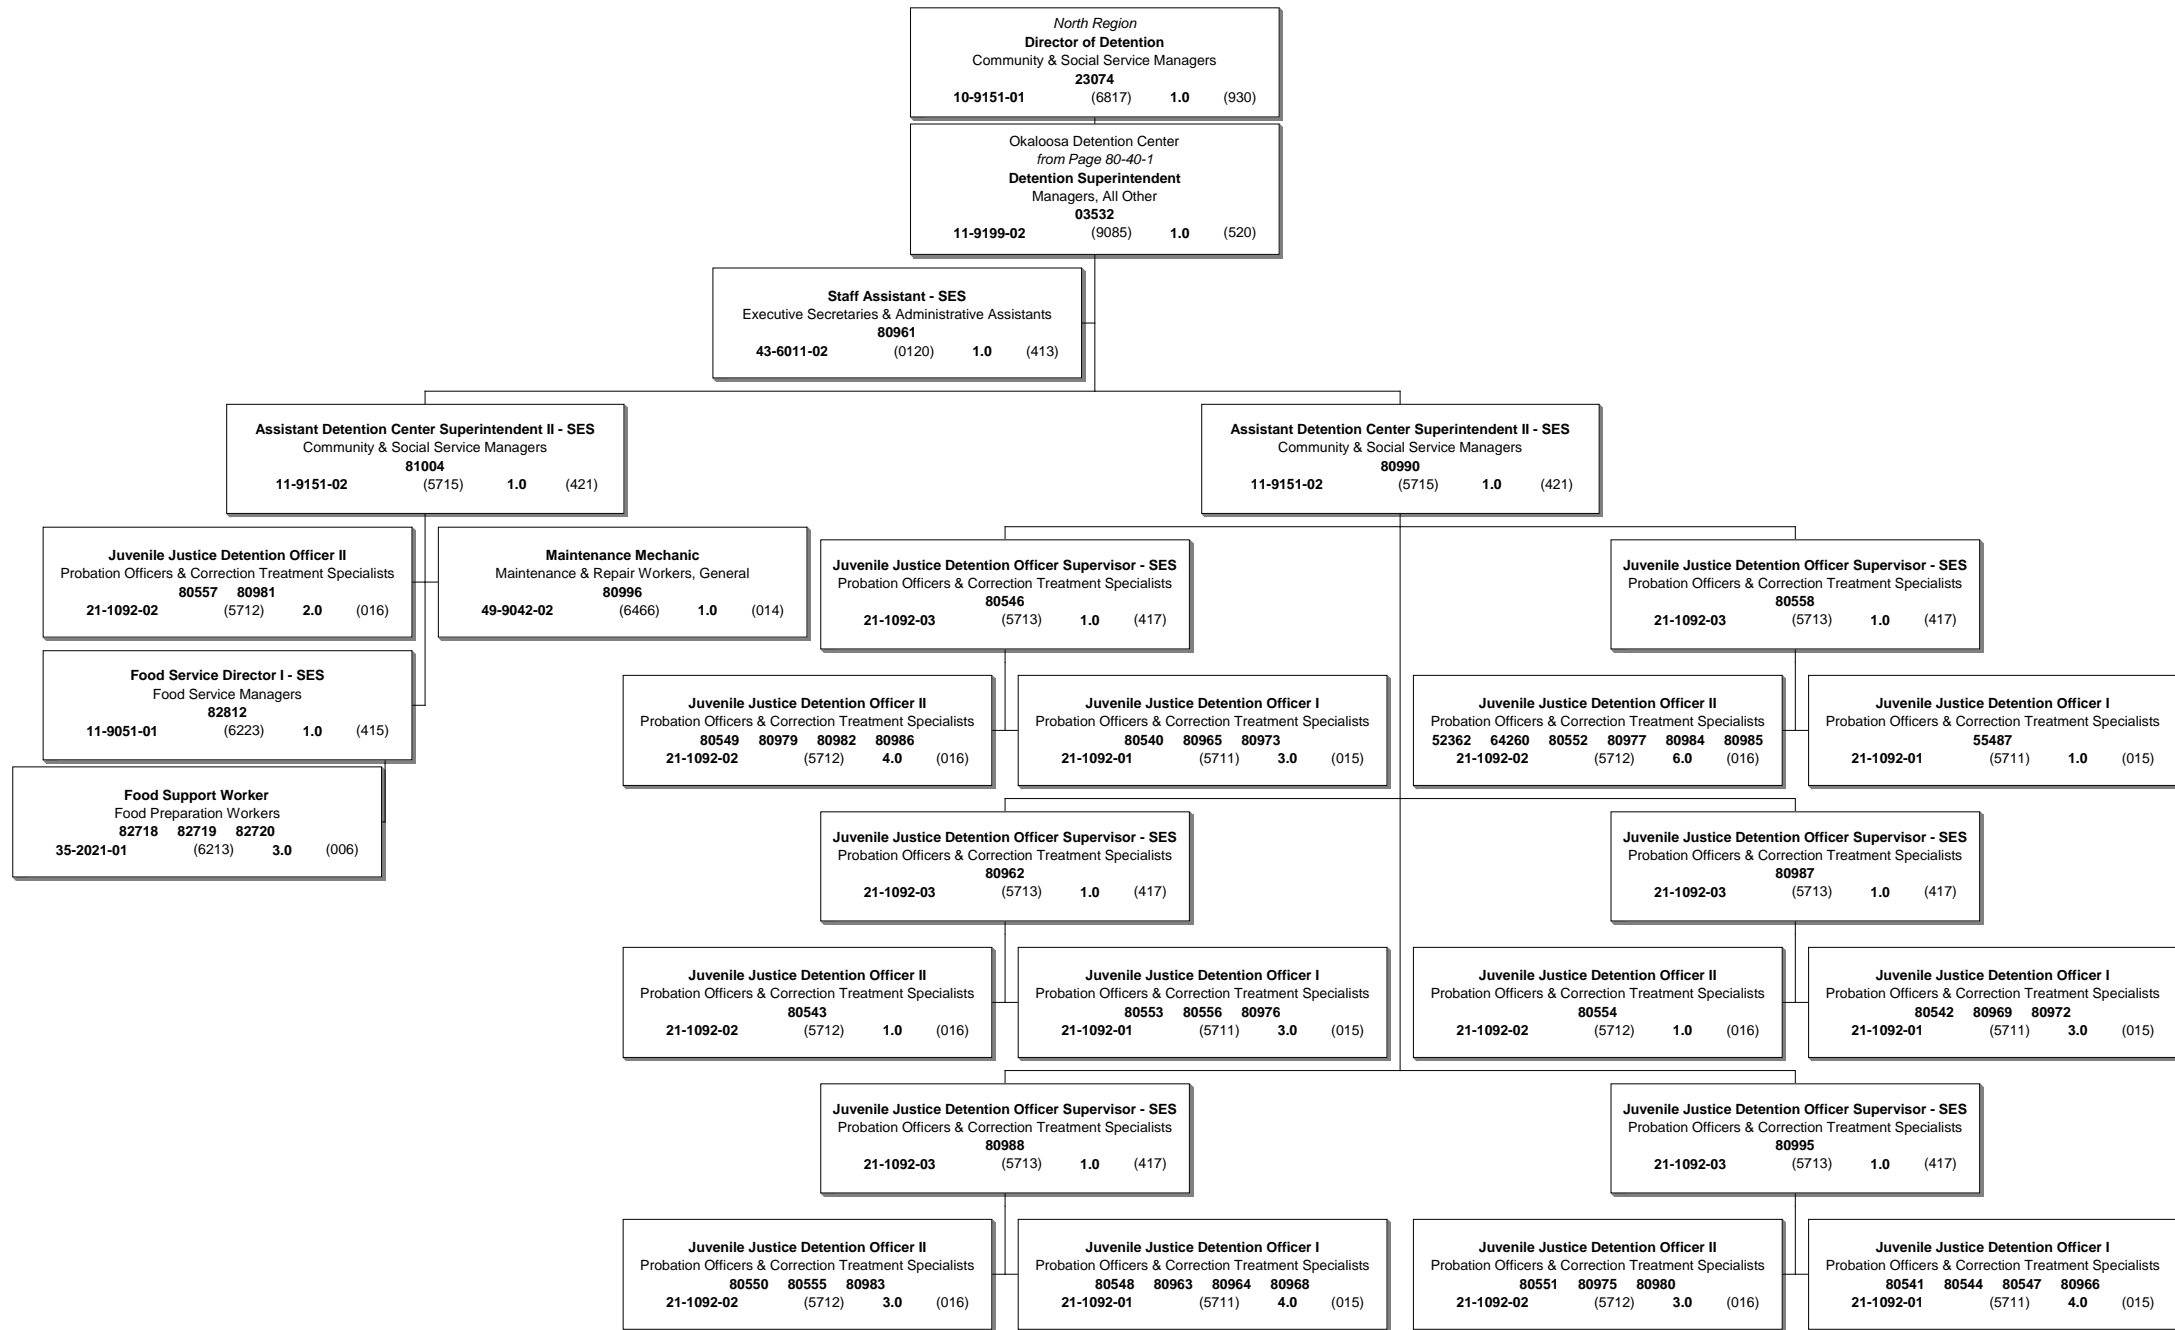 North Region
Director of Detention
Community & Social Service Managers
23074
10-9151-01 (6817) 1.0 (930)
Okaloosa Detention Center
from Page 80-40-1
Detention Superintendent
Managers, All Other
03532
11-9199-02 (9085) 1.0 (520)
Staff Assistant - SES
Executive Secretaries & Administrative Assistants
80961
43-6011-02 (0120) 1.0 (413)
Assistant Detention Center Superintendent II - SES
Community & Social Service Managers
81004
11-9151-02 (5715) 1.0 (421)
Assistant Detention Center Superintendent II - SES
Community & Social Service Managers
80990
11-9151-02 (5715) 1.0 (421)
Juvenile Justice Detention Officer II
Probation Officers & Correction Treatment Specialists
80557 80981
21-1092-02 (5712) 2.0 (016)
Maintenance Mechanic
Maintenance & Repair Workers, General
80996
49-9042-02 (6466) 1.0 (014)
Food Service Director I - SES
Food Service Managers
82812
11-9051-01 (6223) 1.0 (415)
Food Support Worker
Food Preparation Workers
82718 82719 82720
35-2021-01 (6213) 3.0 (006)
Juvenile Justice Detention Officer Supervisor - SES
Probation Officers & Correction Treatment Specialists
80546
21-1092-03 (5713) 1.0 (417)
Juvenile Justice Detention Officer Supervisor - SES
Probation Officers & Correction Treatment Specialists
80558
21-1092-03 (5713) 1.0 (417)
Juvenile Justice Detention Officer II
Probation Officers & Correction Treatment Specialists
80549 80979 80982 80986
21-1092-02 (5712) 4.0 (016)
Juvenile Justice Detention Officer I
Probation Officers & Correction Treatment Specialists
80540 80965 80973
21-1092-01 (5711) 3.0 (015)
Juvenile Justice Detention Officer II
Probation Officers & Correction Treatment Specialists
52362 64260 80552 80977 80984 80985
21-1092-02 (5712) 6.0 (016)
Juvenile Justice Detention Officer I
Probation Officers & Correction Treatment Specialists
55487
21-1092-01 (5711) 1.0 (015)
Juvenile Justice Detention Officer Supervisor - SES
Probation Officers & Correction Treatment Specialists
80962
21-1092-03 (5713) 1.0 (417)
Juvenile Justice Detention Officer Supervisor - SES
Probation Officers & Correction Treatment Specialists
80987
21-1092-03 (5713) 1.0 (417)
Juvenile Justice Detention Officer II
Probation Officers & Correction Treatment Specialists
80543
21-1092-02 (5712) 1.0 (016)
Juvenile Justice Detention Officer I
Probation Officers & Correction Treatment Specialists
80553 80556 80976
21-1092-01 (5711) 3.0 (015)
Juvenile Justice Detention Officer II
Probation Officers & Correction Treatment Specialists
80554
21-1092-02 (5712) 1.0 (016)
Juvenile Justice Detention Officer I
Probation Officers & Correction Treatment Specialists
80542 80969 80972
21-1092-01 (5711) 3.0 (015)
Juvenile Justice Detention Officer Supervisor - SES
Probation Officers & Correction Treatment Specialists
80988
21-1092-03 (5713) 1.0 (417)
Juvenile Justice Detention Officer Supervisor - SES
Probation Officers & Correction Treatment Specialists
80995
21-1092-03 (5713) 1.0 (417)
Juvenile Justice Detention Officer II
Probation Officers & Correction Treatment Specialists
80550 80555 80983
21-1092-02 (5712) 3.0 (016)
Juvenile Justice Detention Officer I
Probation Officers & Correction Treatment Specialists
80548 80963 80964 80968
21-1092-01 (5711) 4.0 (015)
Juvenile Justice Detention Officer II
Probation Officers & Correction Treatment Specialists
80551 80975 80980
21-1092-02 (5712) 3.0 (016)
Juvenile Justice Detention Officer I
Probation Officers & Correction Treatment Specialists
80541 80544 80547 80966
21-1092-01 (5711) 4.0 (015)